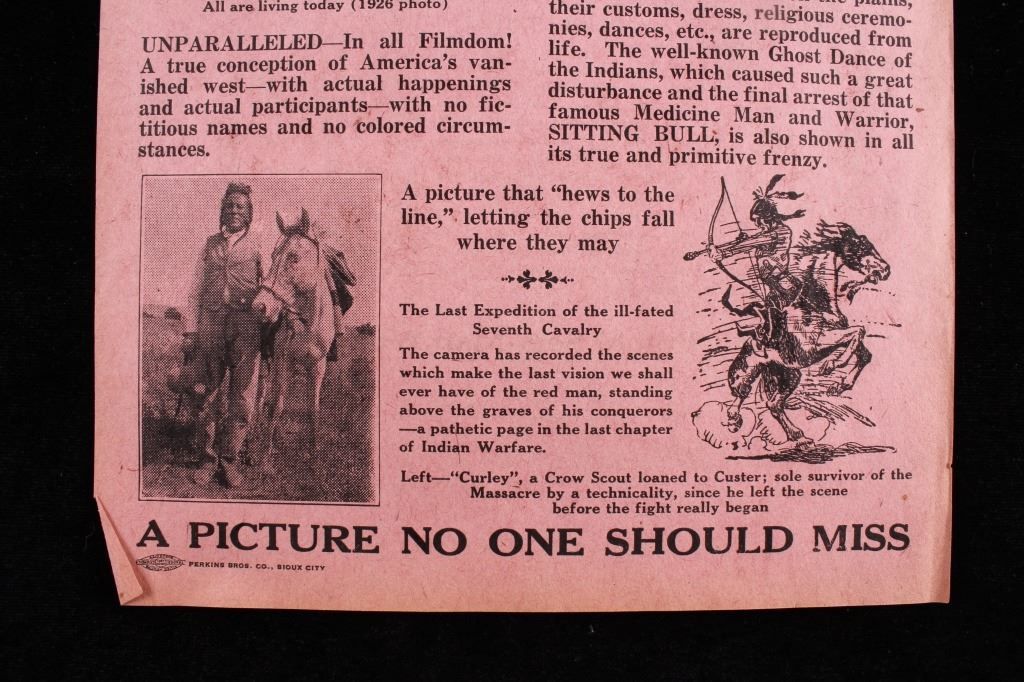 All are living today (1926 photo)
UNPARALLELED—In all Filmdom!
A true conception of America's van-
ished west—with actual happenings
and actual participants—with no fic-
titious names and no colored circum-
stances.
the plains,
their customs, dress, religious ceremo-
nies, dances, etc., are reproduced from
life. The well-known Ghost Dance of
the Indians, which caused such a great
disturbance and the final arrest of that
famous Medicine Man and Warrior,
SITTING BULL, is also shown in all
its true and primitive frenzy.
A picture that "hews to the
line," letting the chips fall
where they may
The Last Expedition of the ill-fated
Seventh Cavalry
The camera has recorded the scenes
which make the last vision we shall
ever have of the red man, standing
above the graves of his conquerors
—a pathetic page in the last chapter
of Indian Warfare.
Left—"Curley", a Crow Scout loaned to Custer; sole survivor of the
Massacre by a technicality, since he left the scene
before the fight really began
A PICTURE NO ONE SHOULD MISS
PERKINS BROS. CO., SIOUX CITY